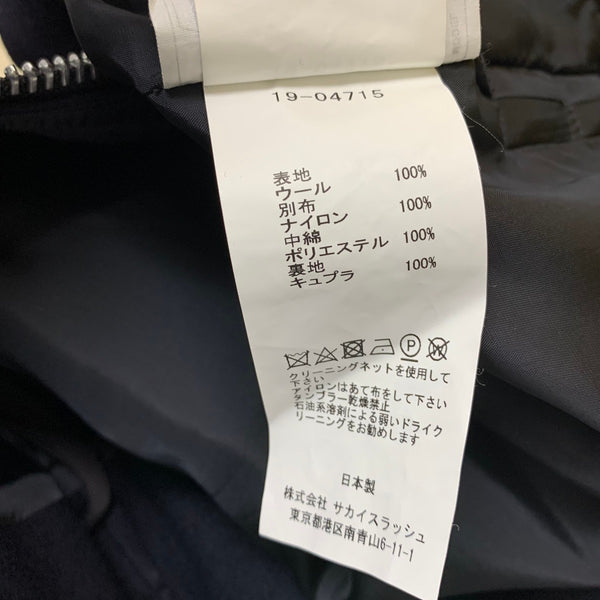 19-04715
表地
ウール 100%
別布
ナイロン 100%
中綿
ポリエステル 100%
裏地
キュプラ 100%
クリーニングネットを使用して
下さい
アイロンはあて布をして下さい
タンブラー乾燥禁止
石油系溶剤による弱いドライク
リーニングをお勧めします
日本製
株式会社 サカイスラッシュ
東京都港区南青山6-11-1